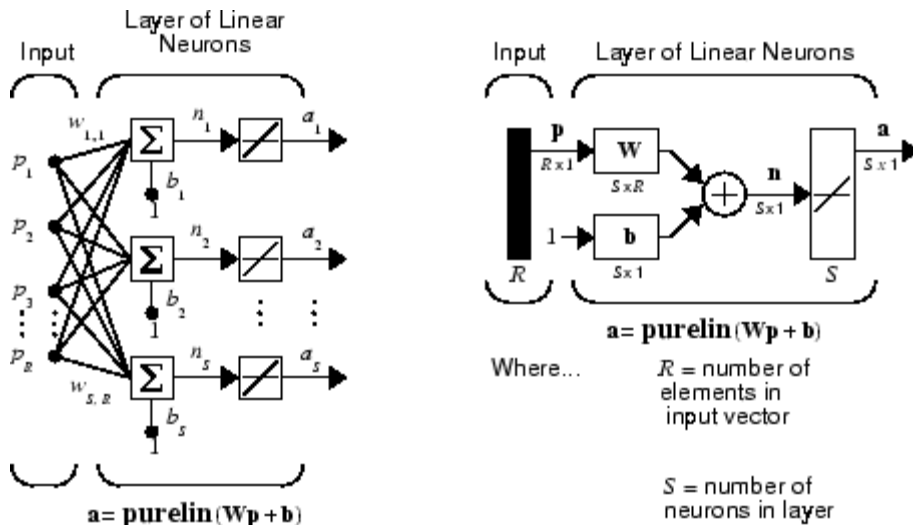 Layer of Linear
Input Neurons
w1,1
p1
p2
p3
pR
wS,R
Σ
n1
a1
b1
1
Σ
n2
a2
b2
1
Σ
nS
aS
bS
1
a= purelin (Wp + b)
Input Layer of Linear Neurons
p
R x 1
W
S x R
1
b
S x 1
+
n
S x 1
a
S x 1
R
S
a= purelin (Wp + b)
Where...
R = number of
elements in
input vector
S = number of
neurons in layer